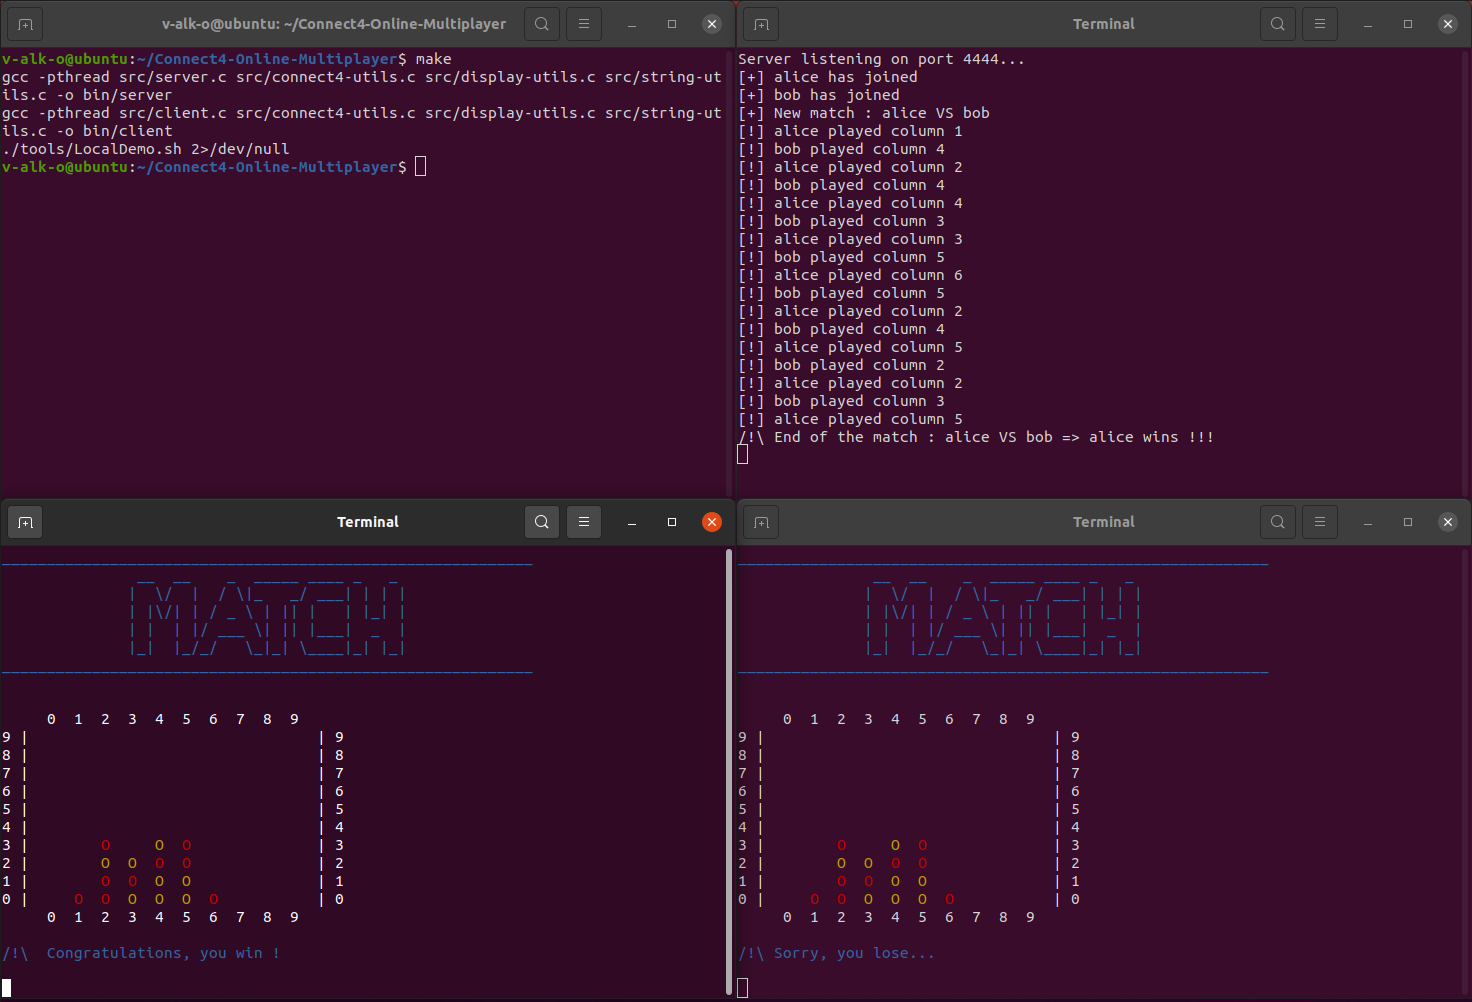 v-alk-o@ubuntu: ~/Connect4-Online-Multiplayer
v-alk-o@ubuntu:~/Connect4-Online-Multiplayer$ make
gcc -pthread src/server.c src/connect4-utils.c src/display-utils.c src/string-ut
ils.c -o bin/server
gcc -pthread src/client.c src/connect4-utils.c src/display-utils.c src/string-ut
ils.c -o bin/client
./tools/LocalDemo.sh 2>/dev/null
v-alk-o@ubuntu:~/Connect4-Online-Multiplayer$
Terminal
Server listening on port 4444...
[+] alice has joined
[+] bob has joined
[+] New match : alice VS bob
[!] alice played column 1
[!] bob played column 4
[!] alice played column 2
[!] bob played column 4
[!] alice played column 4
[!] bob played column 3
[!] alice played column 3
[!] bob played column 5
[!] alice played column 6
[!] bob played column 5
[!] alice played column 2
[!] bob played column 4
[!] alice played column 5
[!] bob played column 2
[!] alice played column 2
[!] bob played column 3
[!] alice played column 5
/!\ End of the match : alice VS bob => alice wins !!!
Terminal
MATCH
0 1 2 3 4 5 6 7 8 9
9 | | 9
8 | | 8
7 | | 7
6 | | 6
5 | | 5
4 | | 4
3 | O O O | 3
2 | O O O O | 2
1 | O O O O | 1
0 | O O O O O O | 0
0 1 2 3 4 5 6 7 8 9
/!\ Congratulations, you win !
Terminal
MATCH
0 1 2 3 4 5 6 7 8 9
9 | | 9
8 | | 8
7 | | 7
6 | | 6
5 | | 5
4 | | 4
3 | O O O | 3
2 | O O O O | 2
1 | O O O O | 1
0 | O O O O O O | 0
0 1 2 3 4 5 6 7 8 9
/!\ Sorry, you lose...